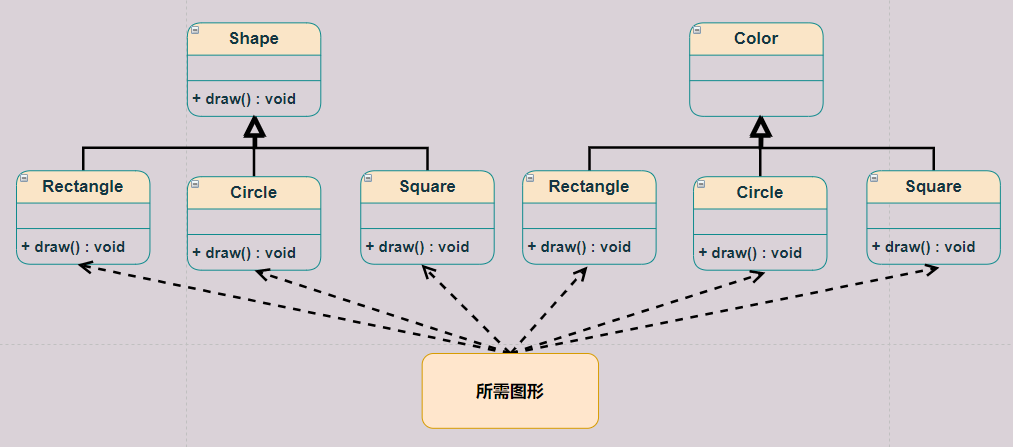 Shape
+ draw() : void
Color
Rectangle
+ draw() : void
Circle
+ draw() : void
Square
+ draw() : void
Rectangle
+ draw() : void
Circle
+ draw() : void
Square
+ draw() : void
所需图形